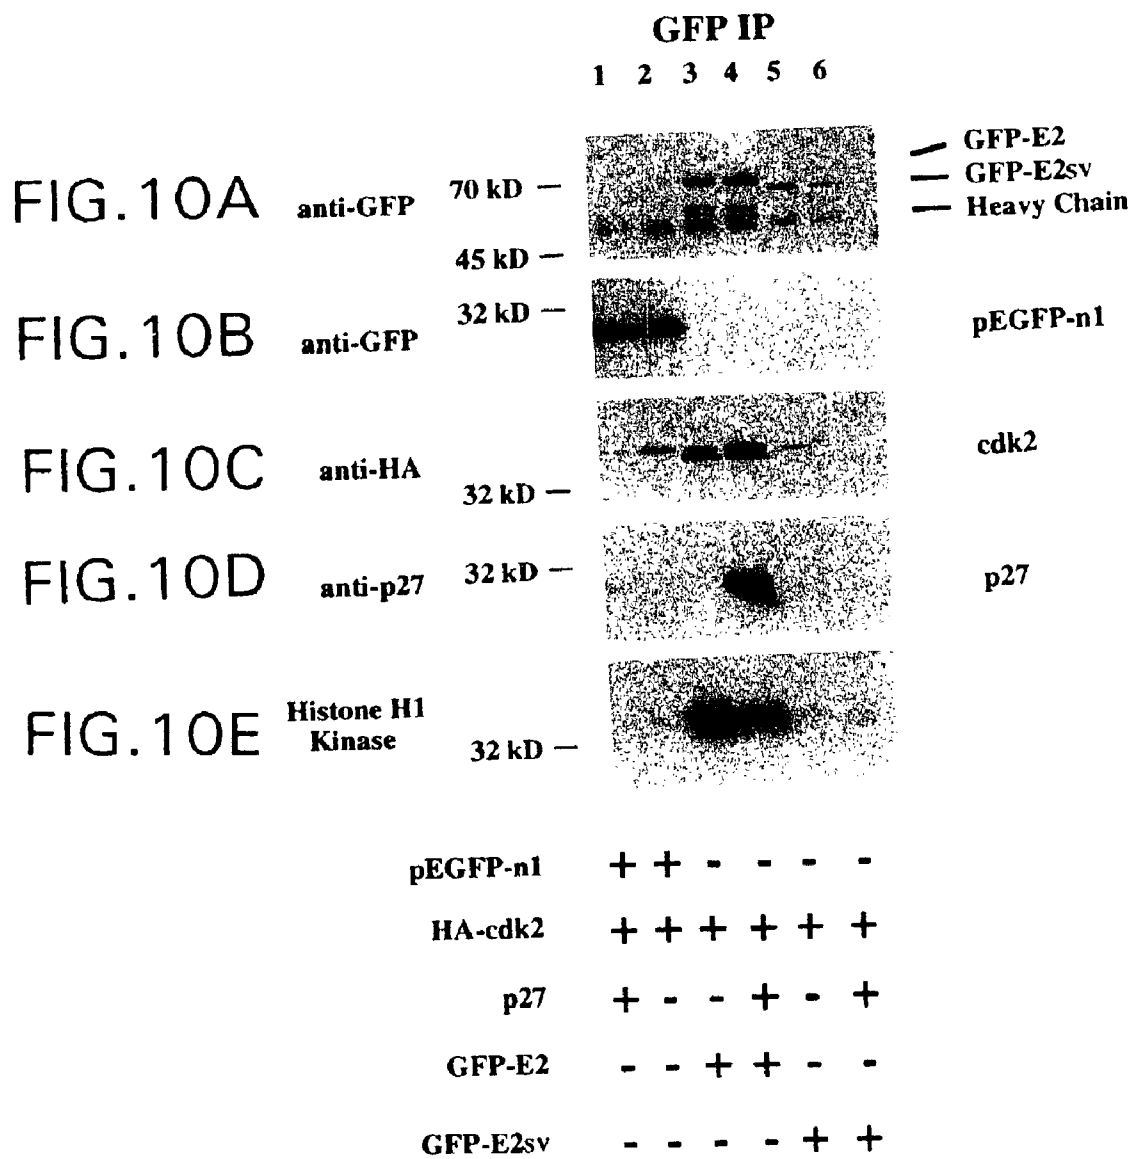 GFP IP
1 2 3 4 5 6
FIG.10A anti-GFP 70 kD — GFP-E2
GFP-E2sv
Heavy Chain
45 kD —
FIG.10B anti-GFP 32 kD — pEGFP-n1
FIG.10C anti-HA 32 kD — cdk2
FIG.10D anti-p27 32 kD — p27
FIG.10E Histone H1
Kinase 32 kD —
pEGFP-n1 + + - - - -
HA-cdk2 + + + + + +
p27 + - - + - +
GFP-E2 - - + + - -
GFP-E2sv - - - - + +